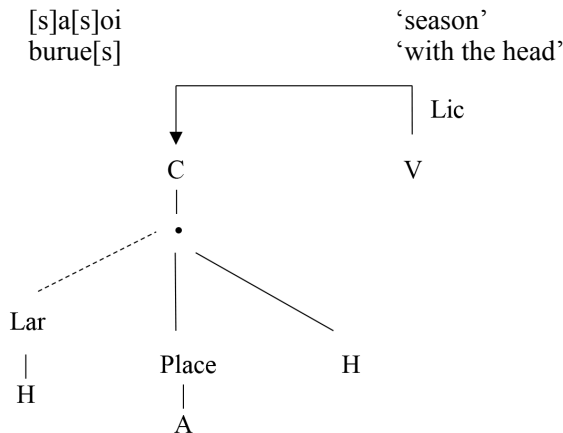 [s]a[s]oi ‘season’
burue[s] ‘with the head’
Lic
C V
Lar
Place H
H
A